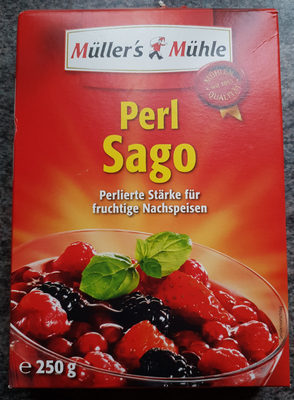 Müller's Mühle
Perl
Sago
Perlierte Stärke für
fruchtige Nachspeisen
e 250 g